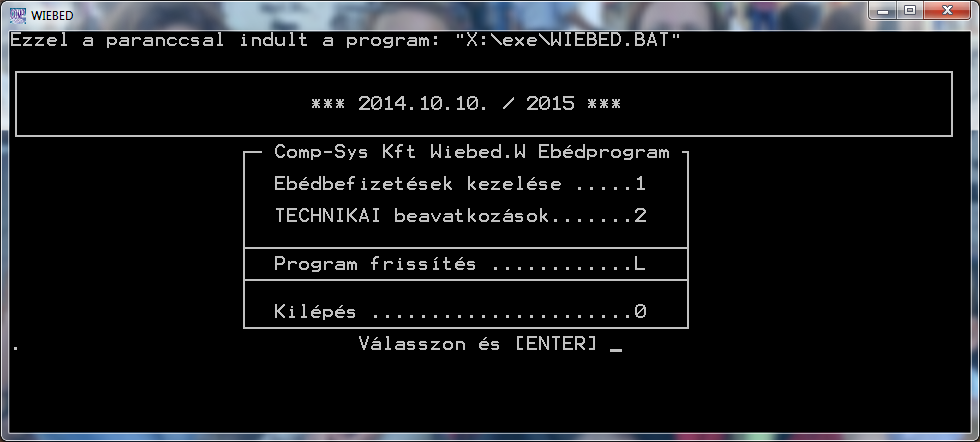 WIEBED
Ezzel a paranccsal indult a program: "X:\exe\WIEBED.BAT"
*** 2014.10.10. / 2015 ***
Comp-Sys Kft Wiebed.W Ebédprogram
Ebédbefizetések kezelése .....1
TECHNIKAI beavatkozások.......2
Program frissítés ............L
Kilépés ......................0
. Válasszon és [ENTER] _